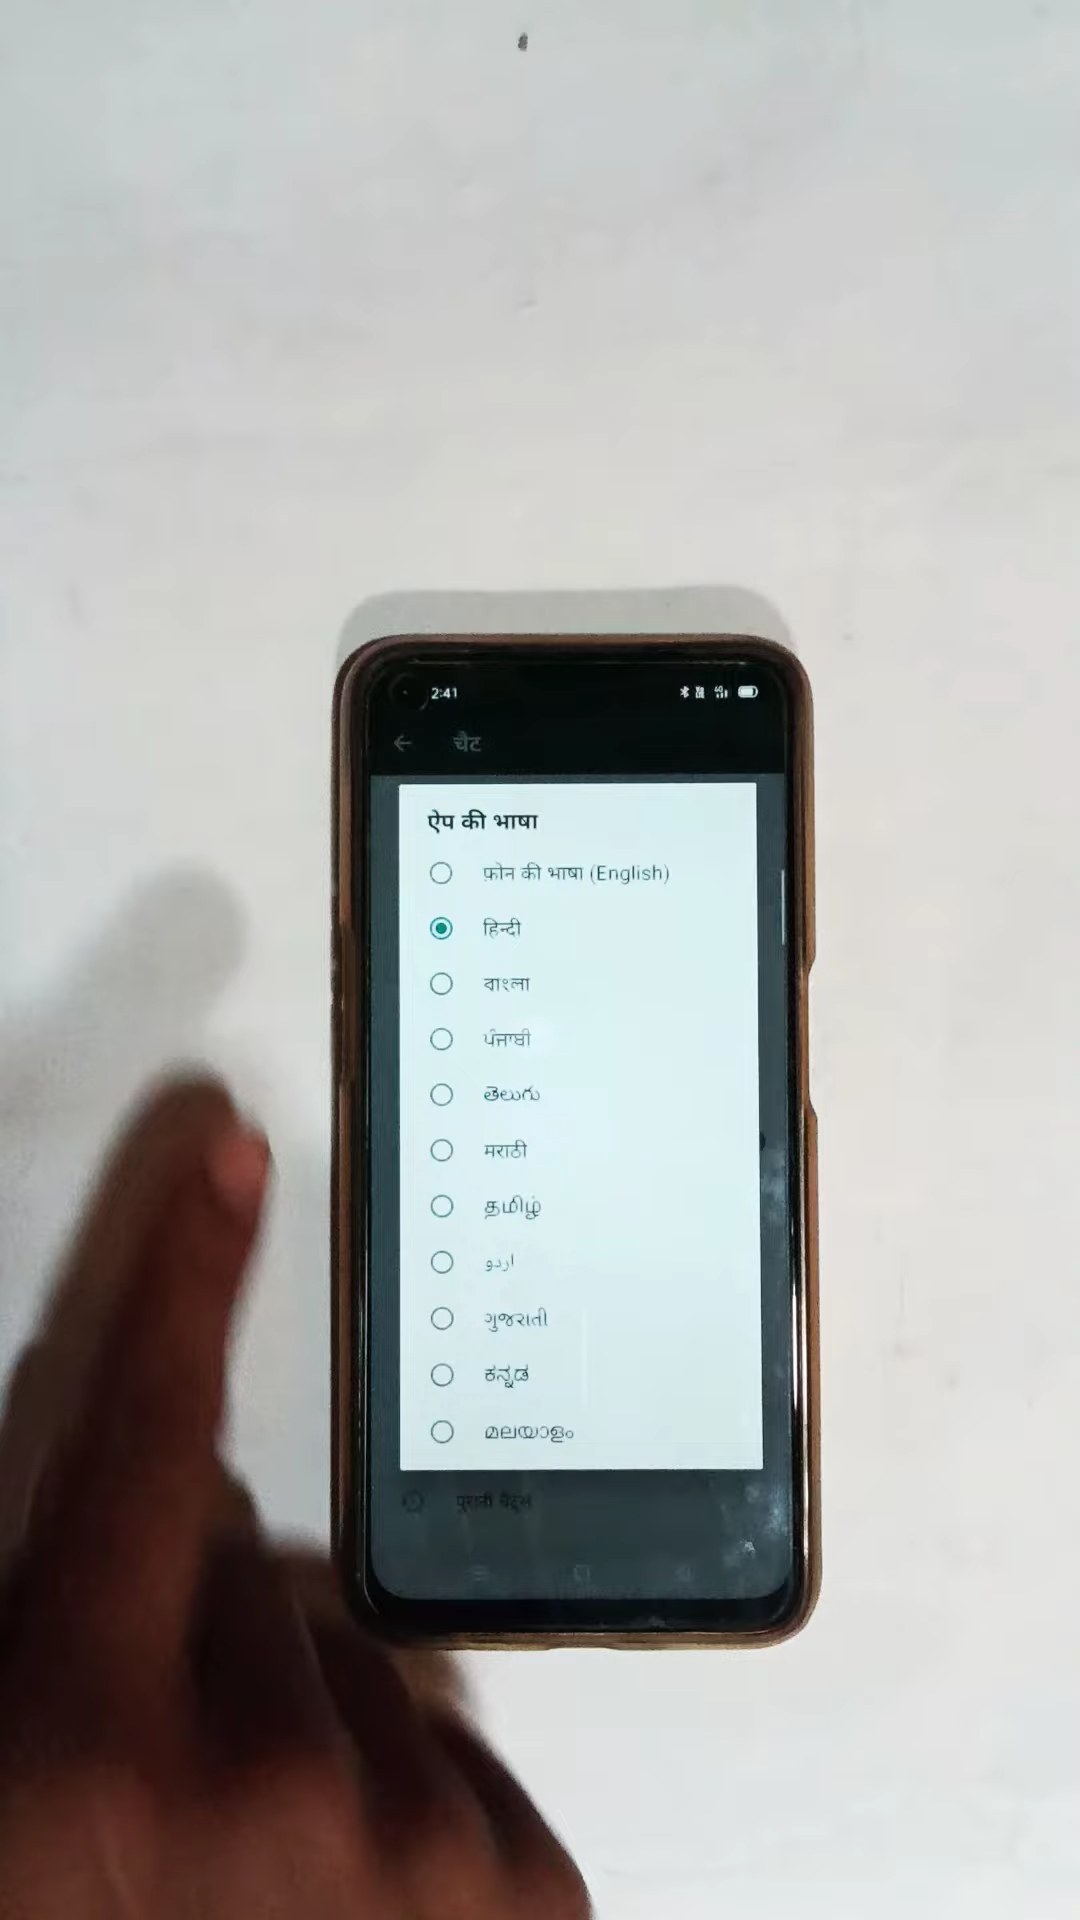 2:41
चैट
ऐप की भाषा
फ़ोन की भाषा (English)
हिन्दी
বাংলা
ਪੰਜਾਬੀ
తెలుగు
मराठी
தமிழ்
اردو
ગુજરાતી
ಕನ್ನಡ
മലയാളം
पुरानी चैट्स